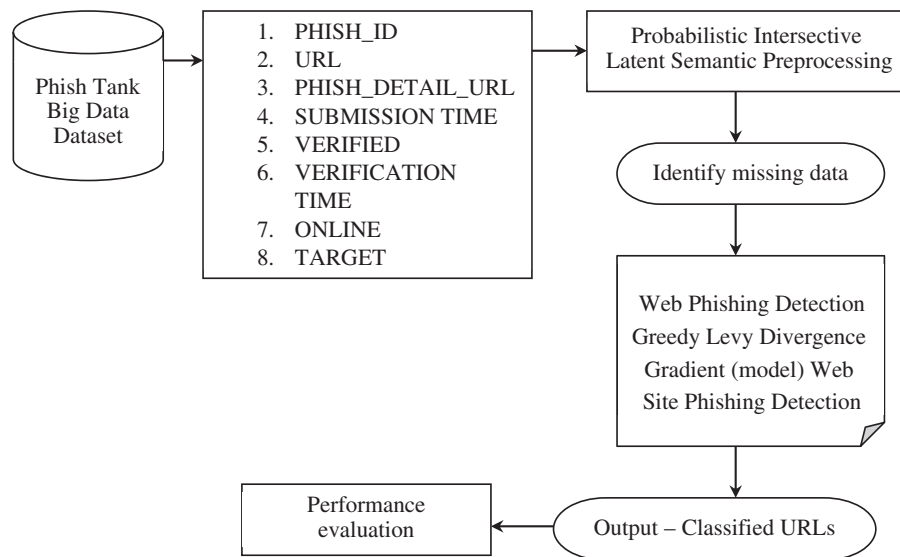 Phish Tank
Big Data
Dataset
1. PHISH_ID
2. URL
3. PHISH_DETAIL_URL
4. SUBMISSION TIME
5. VERIFIED
6. VERIFICATION
TIME
7. ONLINE
8. TARGET
Probabilistic Intersective
Latent Semantic Preprocessing
Identify missing data
Web Phishing Detection
Greedy Levy Divergence
Gradient (model) Web
Site Phishing Detection
Output – Classified URLs
Performance
evaluation